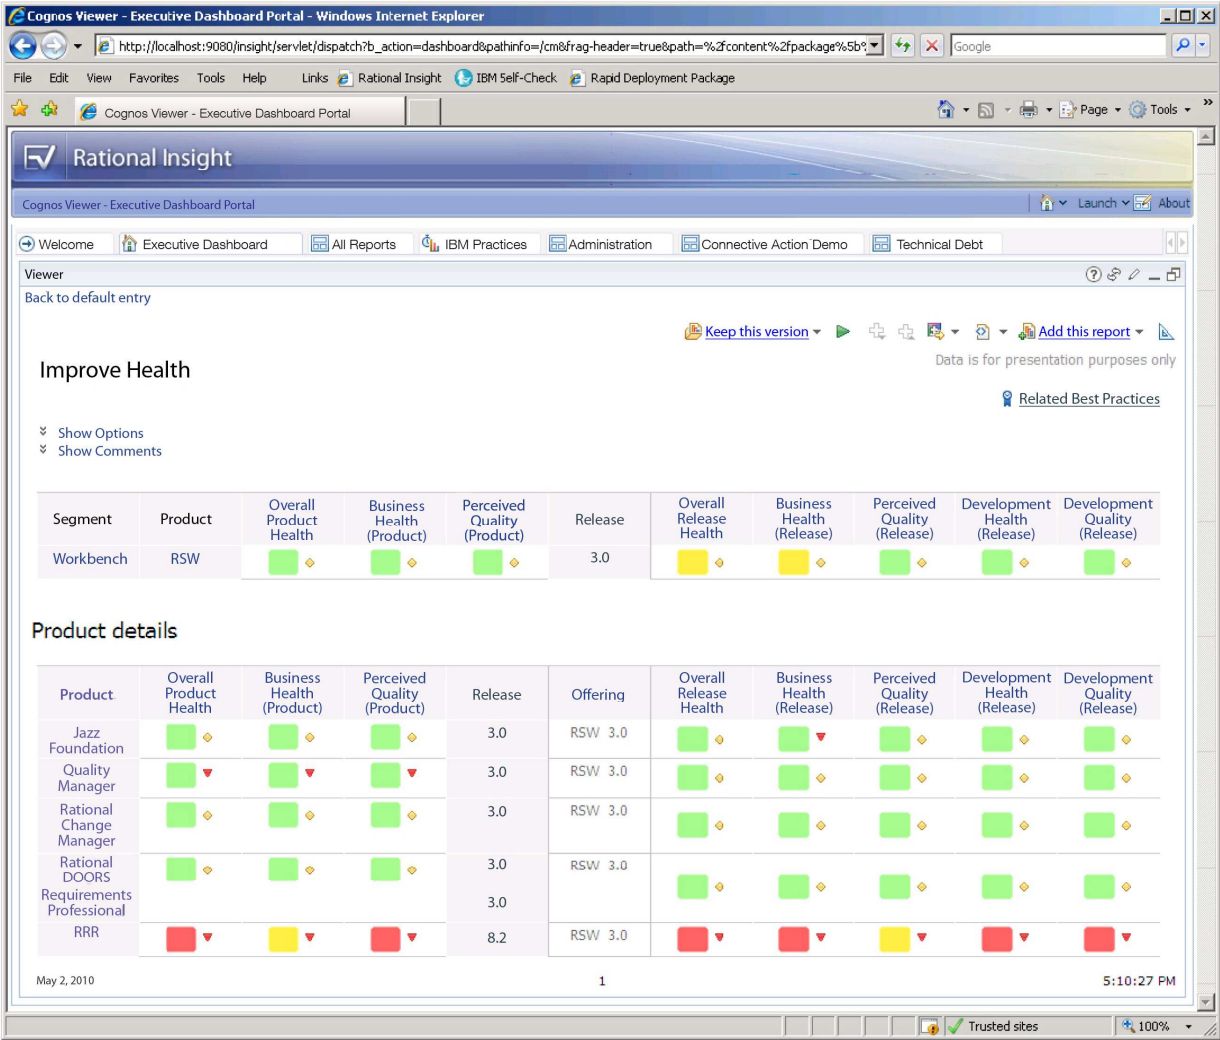 Cognos Viewer - Executive Dashboard Portal - Windows Internet Explorer
http://localhost:9080/insight/servlet/dispatch?b_action=dashboard&pathinfo=/cm&frag-header=true&path=%2fcontent%2fpackage%5b%
Google
File Edit View Favorites Tools Help Links Rational Insight IBM Self-Check Rapid Deployment Package
Cognos Viewer - Executive Dashboard Portal
Page Tools
Rational Insight
Cognos Viewer - Executive Dashboard Portal
Launch About
Welcome Executive Dashboard All Reports IBM Practices Administration Connective Action Demo Technical Debt
Viewer
Back to default entry
Keep this version Add this report
Data is for presentation purposes only
Improve Health
Related Best Practices
Show Options
Show Comments
Segment Product Overall Product Health Business Health (Product) Perceived Quality (Product) Release Overall Release Health Business Health (Release) Perceived Quality (Release) Development Health (Release) Development Quality (Release)
Workbench RSW 3.0
Product details
Product Overall Product Health Business Health (Product) Perceived Quality (Product) Release Offering Overall Release Health Business Health (Release) Perceived Quality (Release) Development Health (Release) Development Quality (Release)
Jazz Foundation 3.0 RSW 3.0
Quality Manager 3.0 RSW 3.0
Rational Change Manager 3.0 RSW 3.0
Rational DOORS 3.0 RSW 3.0
Requirements Professional 3.0
RRR 8.2 RSW 3.0
May 2, 2010 1 5:10:27 PM
Trusted sites 100%